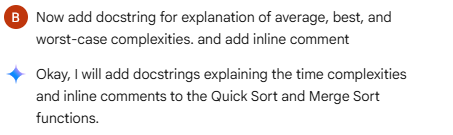 B
Now add docstring for explanation of average, best, and
worst-case complexities. and add inline comment
Okay, I will add docstrings explaining the time complexities
and inline comments to the Quick Sort and Merge Sort
functions.